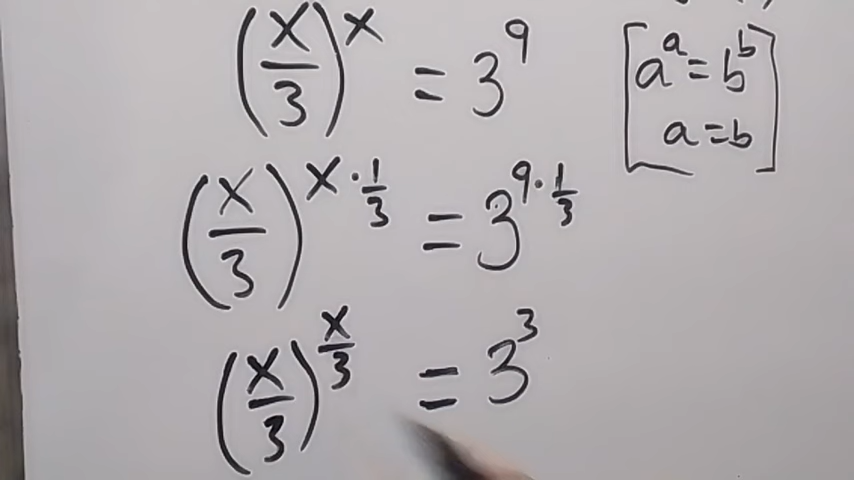 (x/3)^x = 3^9
[a^a = b^b
a = b]
(x/3)^(x·1/3) = 3^(9·1/3)
(x/3)^(x/3) = 3^3